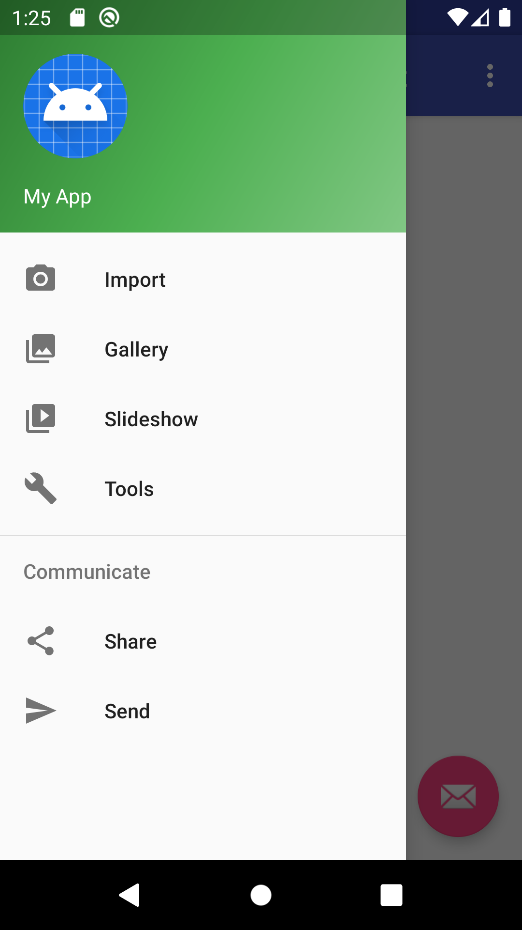 1:25
My App
Import
Gallery
Slideshow
Tools
Communicate
Share
Send